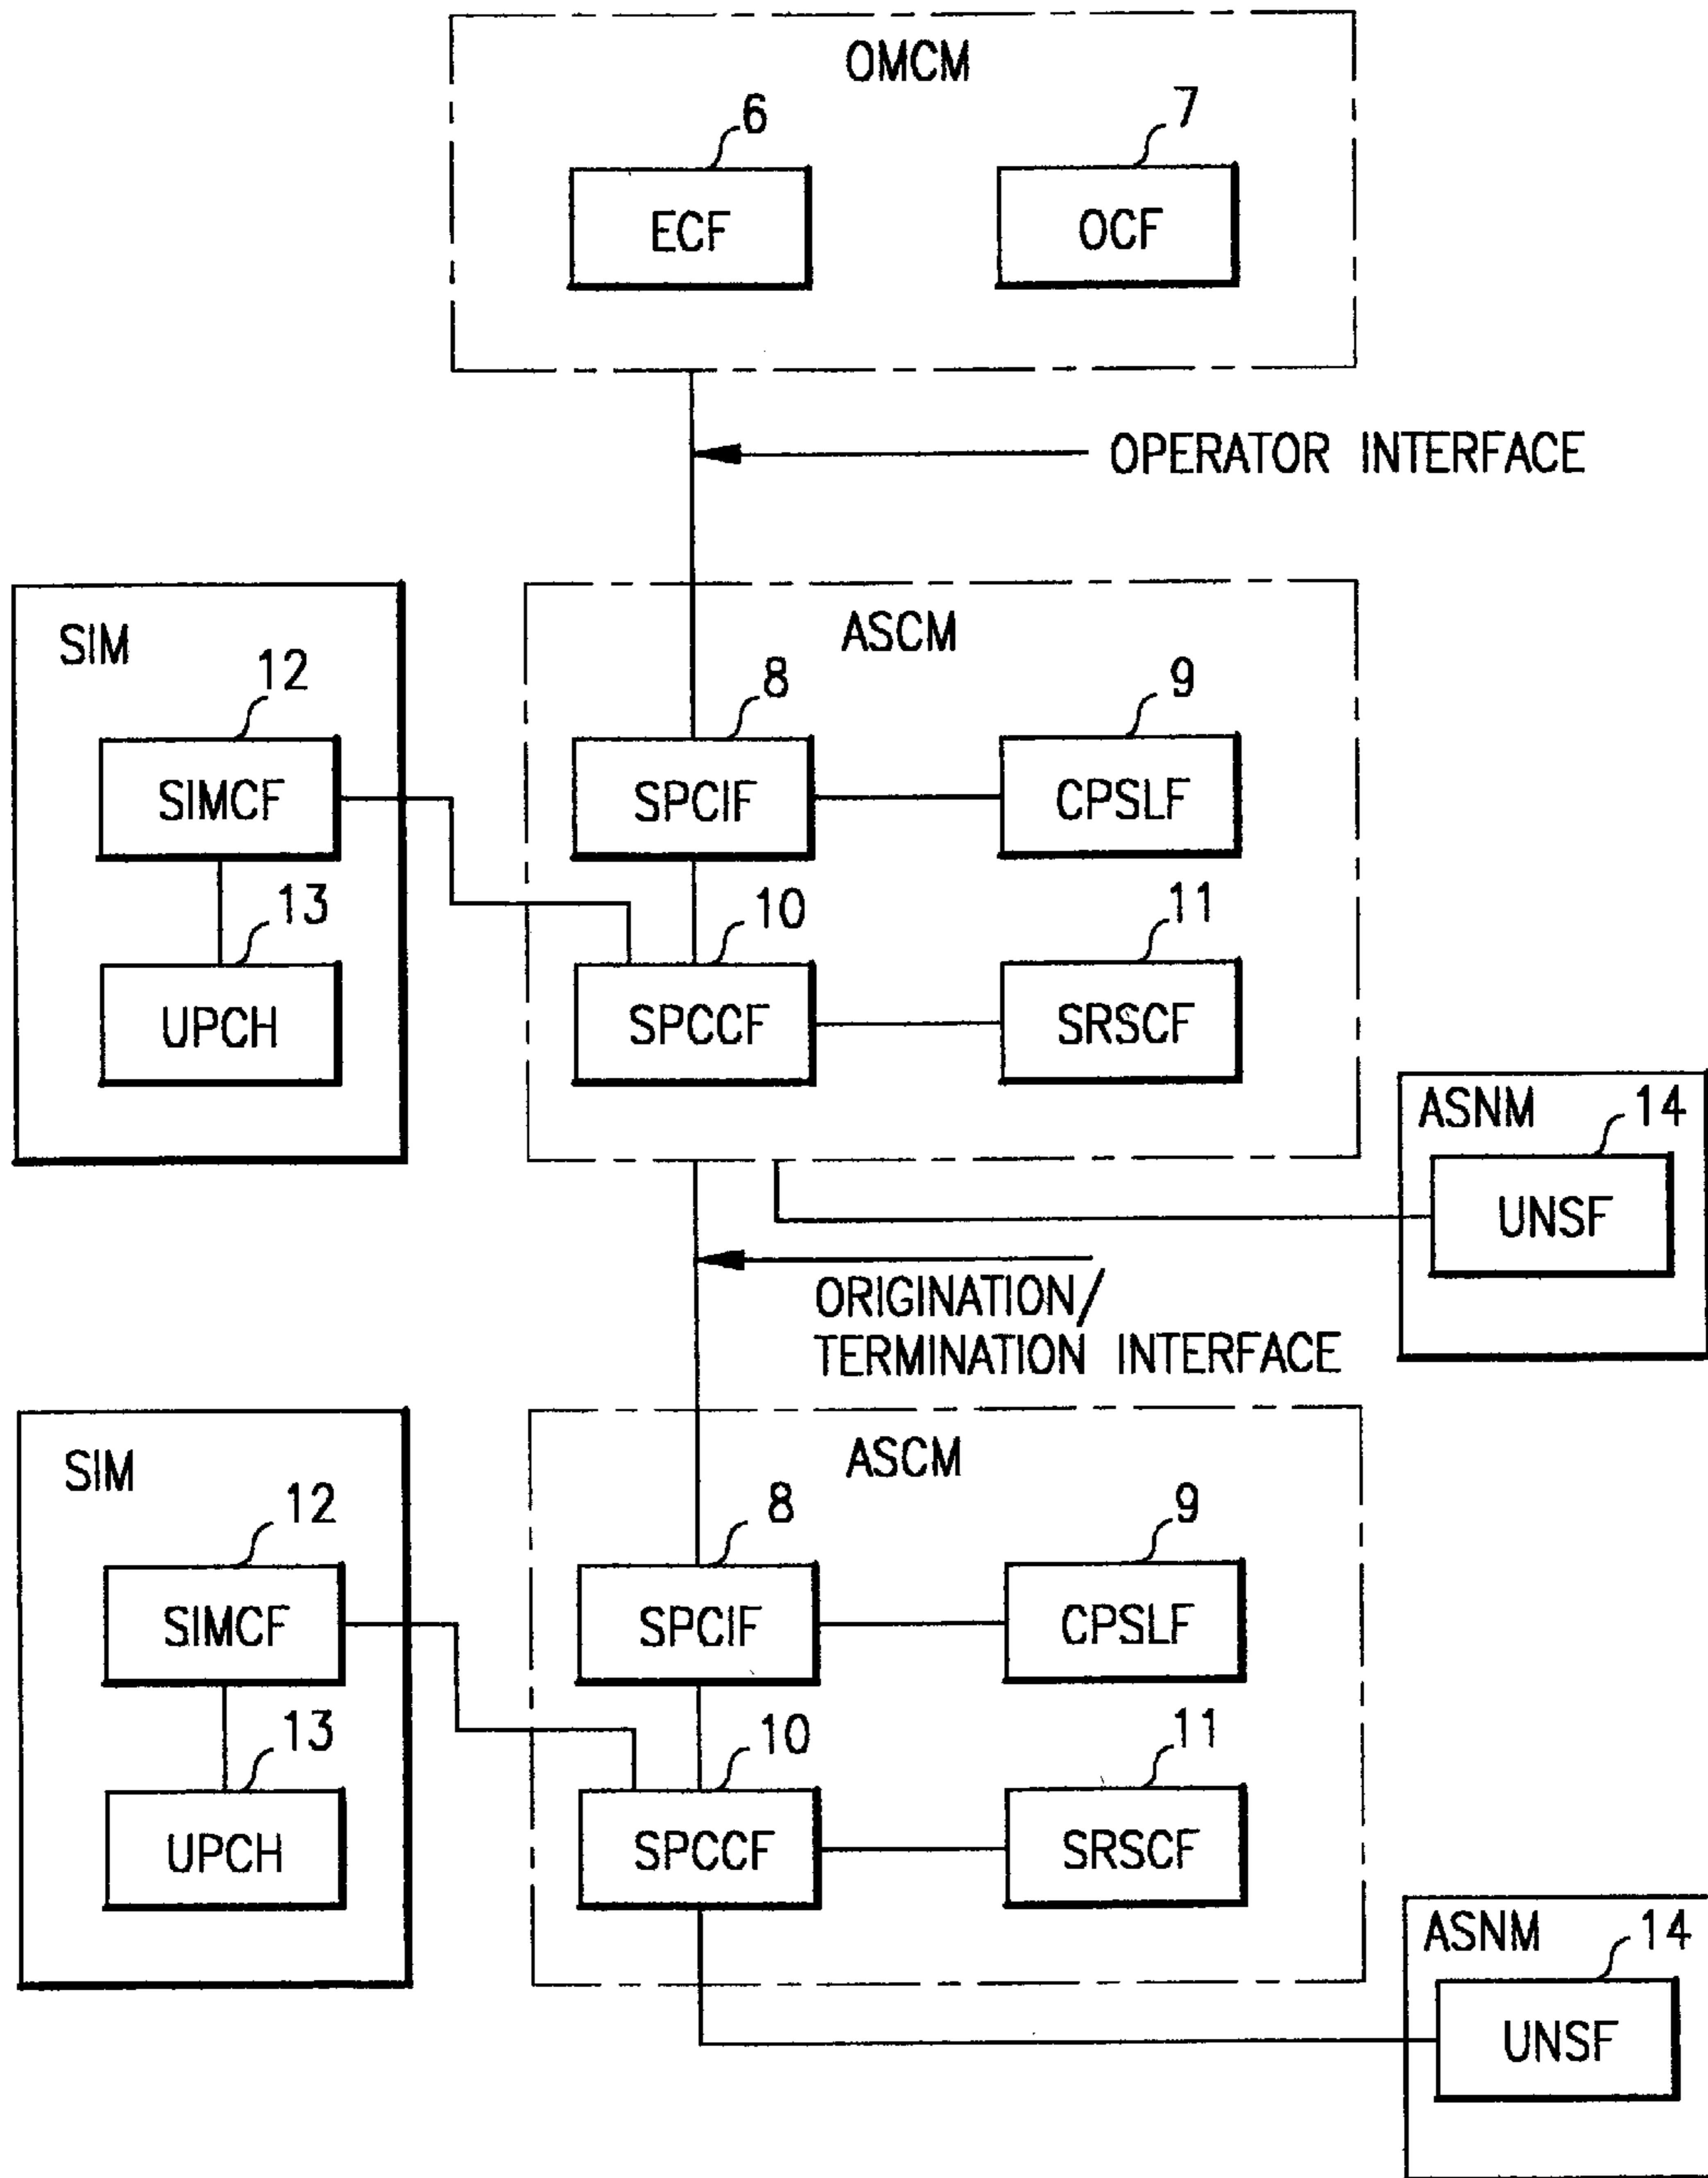 OMCM
6
7
ECF
OCF
OPERATOR INTERFACE
SIM
ASCM
12
8
9
SIMCF
SPCIF
CPSLF
13
10
11
UPCH
SPCCF
SRSCF
ASNM
14
UNSF
ORIGINATION/
TERMINATION INTERFACE
SIM
ASCM
12
8
9
SIMCF
SPCIF
CPSLF
13
10
11
UPCH
SPCCF
SRSCF
ASNM
14
UNSF